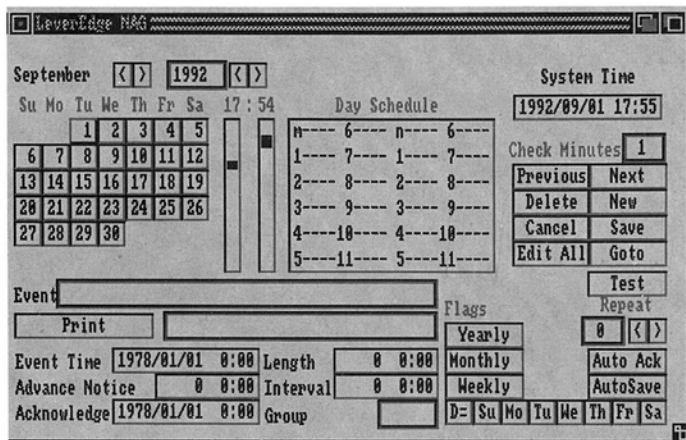 LeverEdge NAG
September < > 1992 < >
System Time
Su Mo Tu We Th Fr Sa 17 : 54 Day Schedule
1992/09/01 17:55
1 2 3 4 5
6 7 8 9 10 11 12
13 14 15 16 17 18 19
20 21 22 23 24 25 26
27 28 29 30
m---- 6---- n---- 6----
1---- 7---- 1---- 7----
2---- 8---- 2---- 8----
3---- 9---- 3---- 9----
4----10---- 4----10----
5----11---- 5----11----
Check Minutes 1
Previous Next
Delete New
Cancel Save
Edit All Goto
Test
Event
Print
Flags
Yearly
Monthly
Weekly
Repeat
0 < >
Auto Ack
AutoSave
Event Time 1978/01/01 0:00 Length 0 0:00
Advance Notice 0 0:00 Interval 0 0:00
Acknowledge 1978/01/01 0:00 Group
D= Su Mo Tu We Th Fr Sa